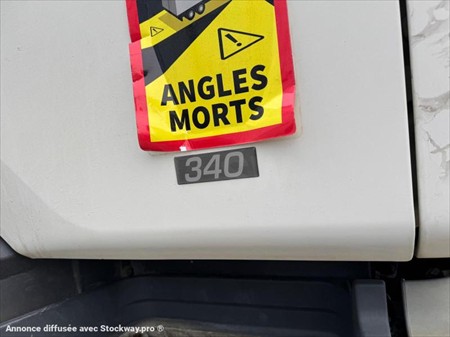 ANGLES
MORTS
340
Annonce diffusée avec Stockway.pro ®